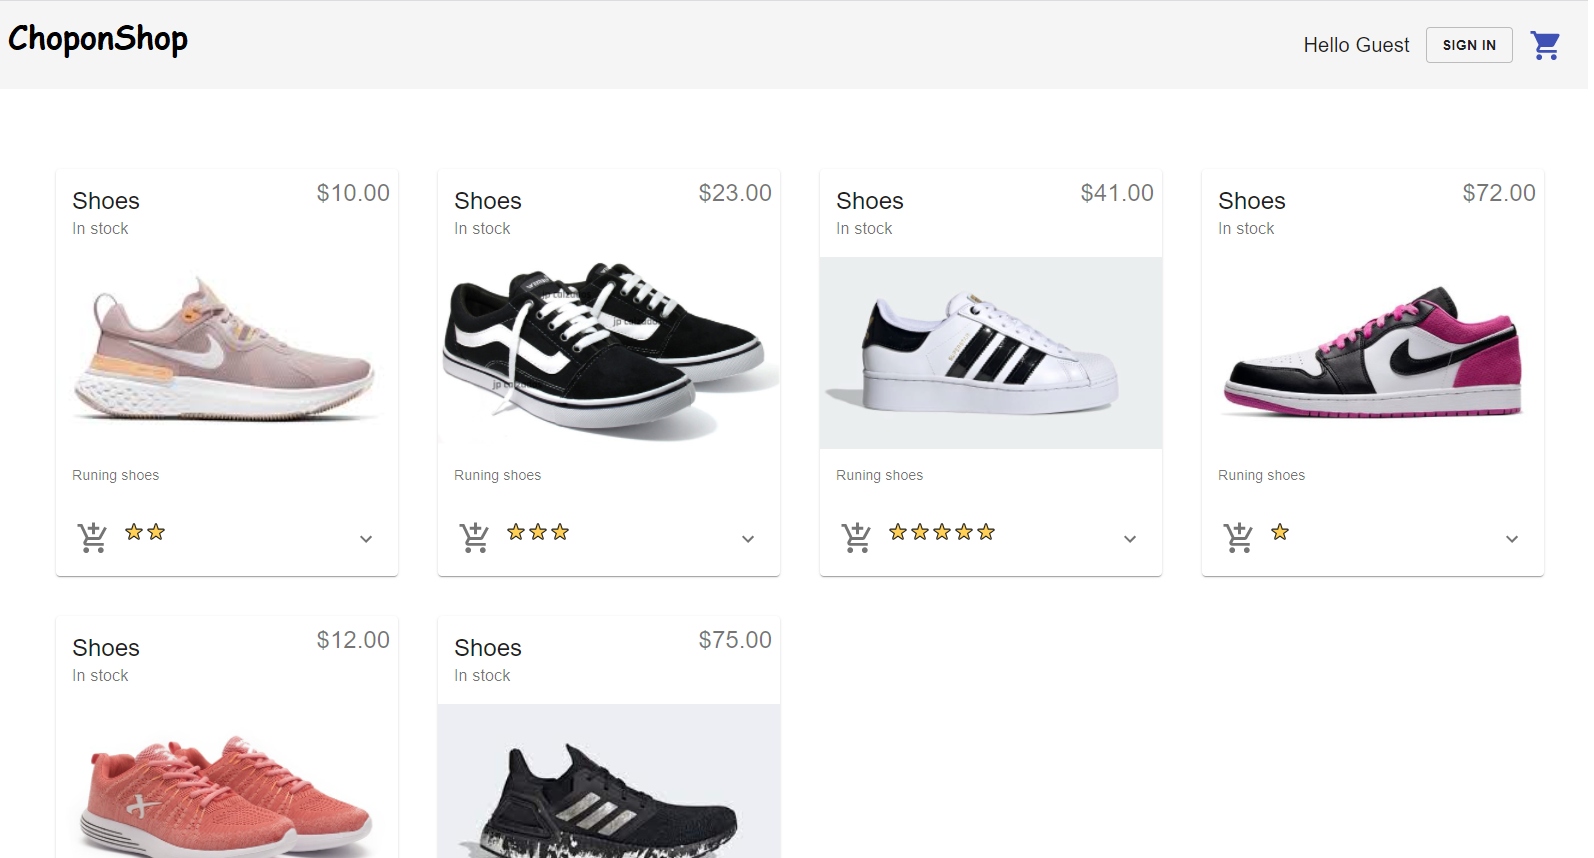 ChoponShop
Hello Guest
SIGN IN
Shoes
$10.00
In stock
Runing shoes
Shoes
$23.00
In stock
jp calzados
Runing shoes
Shoes
$41.00
In stock
Runing shoes
Shoes
$72.00
In stock
Runing shoes
Shoes
$12.00
In stock
Shoes
$75.00
In stock